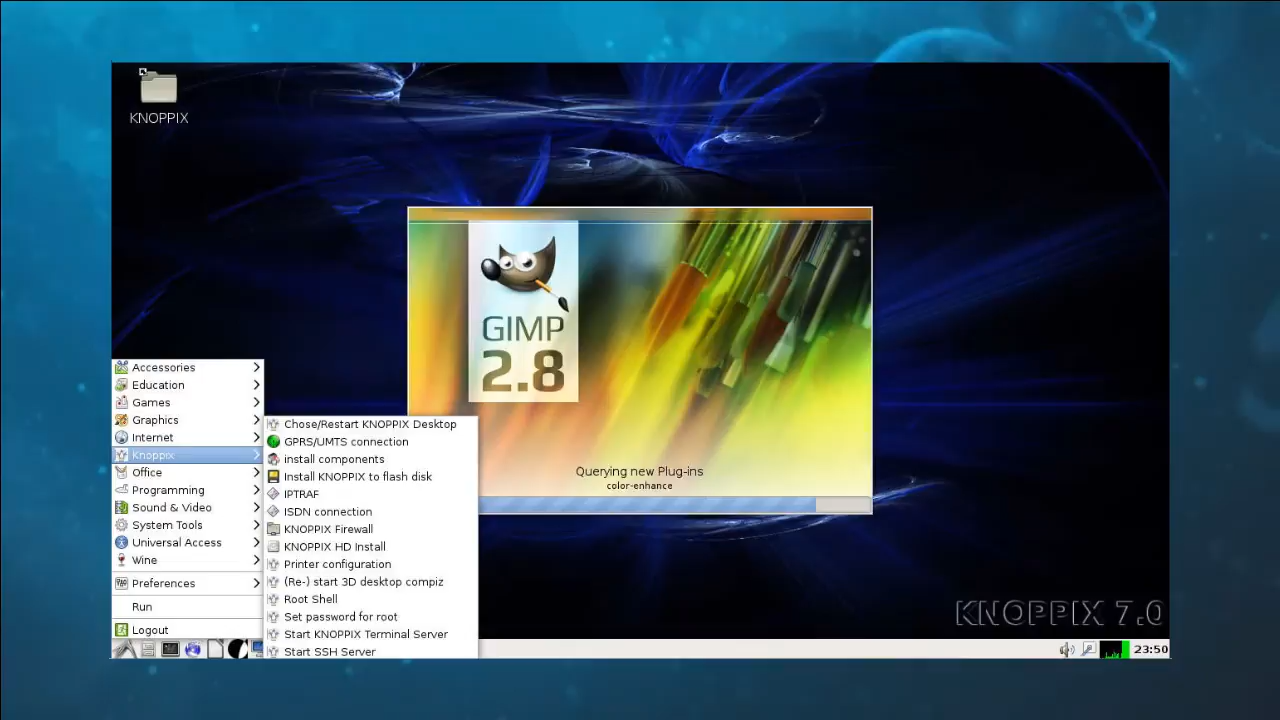 KNOPPIX
GIMP
2.8
Querying new Plug-ins
color-enhance
Accessories
Education
Games
Graphics
Internet
Knoppix
Office
Programming
Sound & Video
System Tools
Universal Access
Wine
Preferences
Run
Logout
Chose/Restart KNOPPIX Desktop
GPRS/UMTS connection
install components
Install KNOPPIX to flash disk
IPTRAF
ISDN connection
KNOPPIX Firewall
KNOPPIX HD Install
Printer configuration
(Re-) start 3D desktop compiz
Root Shell
Set password for root
Start KNOPPIX Terminal Server
Start SSH Server
KNOPPIX 7.0
23:50